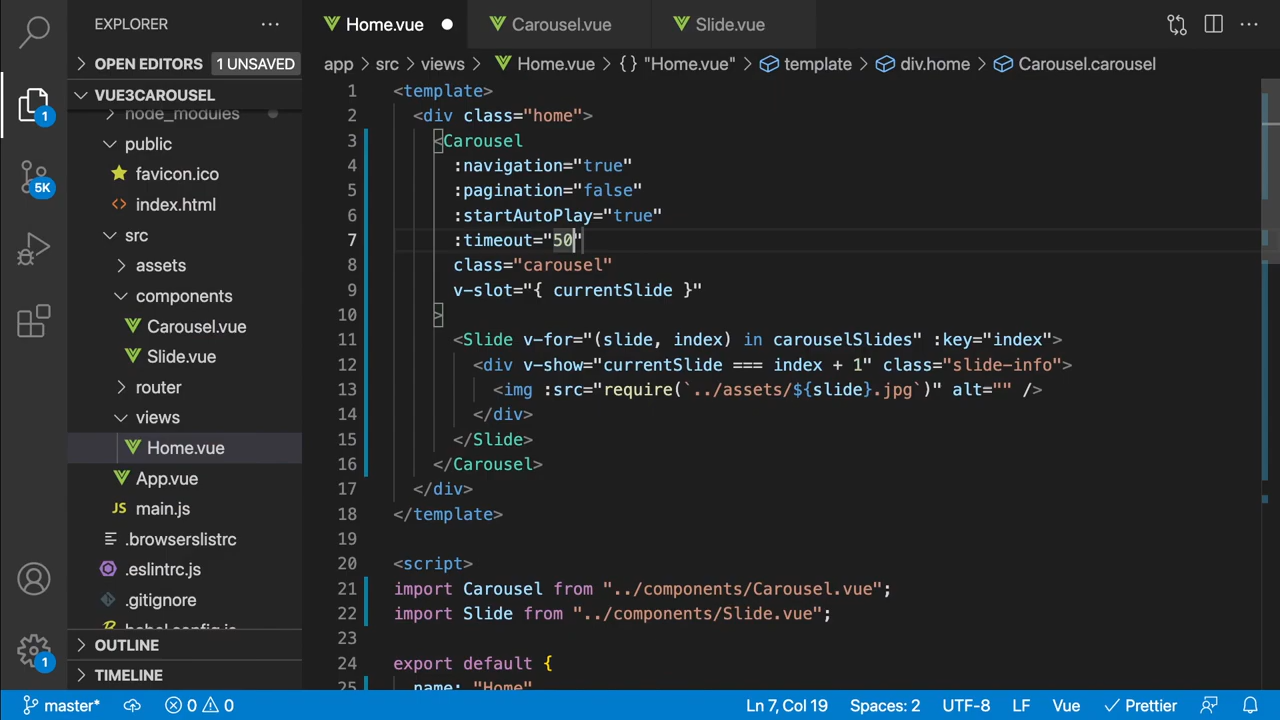 EXPLORER
Home.vue
Carousel.vue
Slide.vue
OPEN EDITORS 1 UNSAVED
app > src > views > Home.vue > {} "Home.vue" > template > div.home > Carousel.carousel
VUE3CAROUSEL
node_modules
public
favicon.ico
<> index.html
src
assets
components
Carousel.vue
Slide.vue
router
views
Home.vue
App.vue
JS main.js
.browserslistrc
.eslintrc.js
.gitignore
babel.config.js
OUTLINE
TIMELINE
1
5K
1
1 <template>
2 <div class="home">
3 <Carousel
4 :navigation="true"
5 :pagination="false"
6 :startAutoPlay="true"
7 :timeout="50"
8 class="carousel"
9 v-slot="{ currentSlide }"
10 >
11 <Slide v-for="(slide, index) in carouselSlides" :key="index">
12 <div v-show="currentSlide === index + 1" class="slide-info">
13 <img :src="require(`../assets/${slide}.jpg`)" alt="" />
14 </div>
15 </Slide>
16 </Carousel>
17 </div>
18 </template>
19
20 <script>
21 import Carousel from "../components/Carousel.vue";
22 import Slide from "../components/Slide.vue";
23
24 export default {
25 name: "Home"
master* 0 0 Ln 7, Col 19 Spaces: 2 UTF-8 LF Vue Prettier